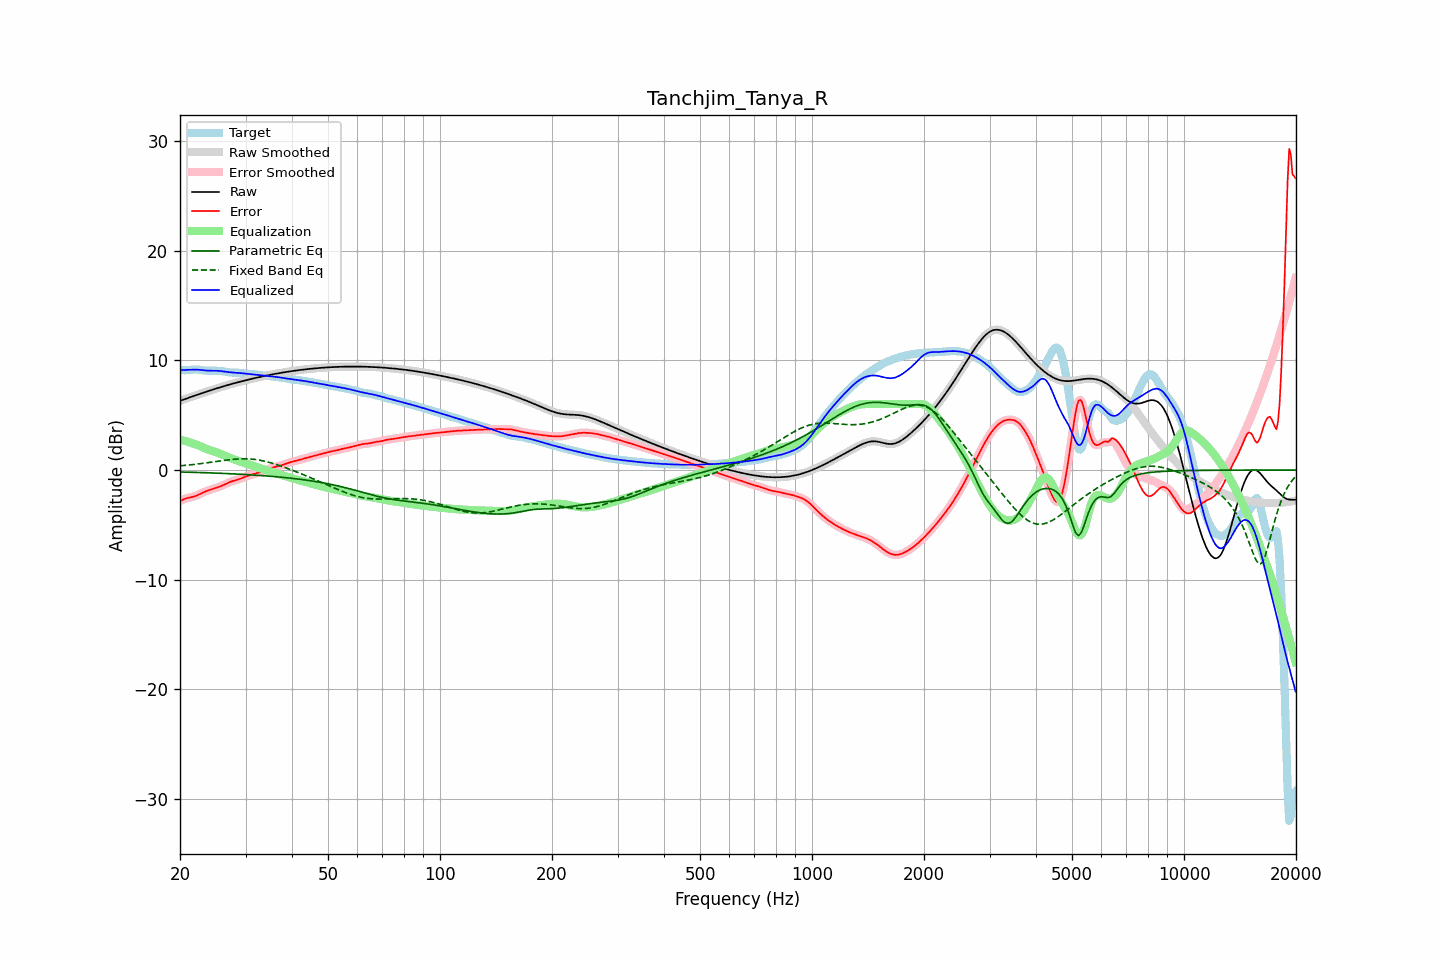 Tanchjim_Tanya_R
Target
Raw Smoothed
Error Smoothed
Raw
Error
Equalization
Parametric Eq
Fixed Band Eq
Equalized
30
20
10
0
−10
−20
−30
Amplitude (dBr)
20
50
100
200
500
1000
2000
5000
10000
20000
Frequency (Hz)